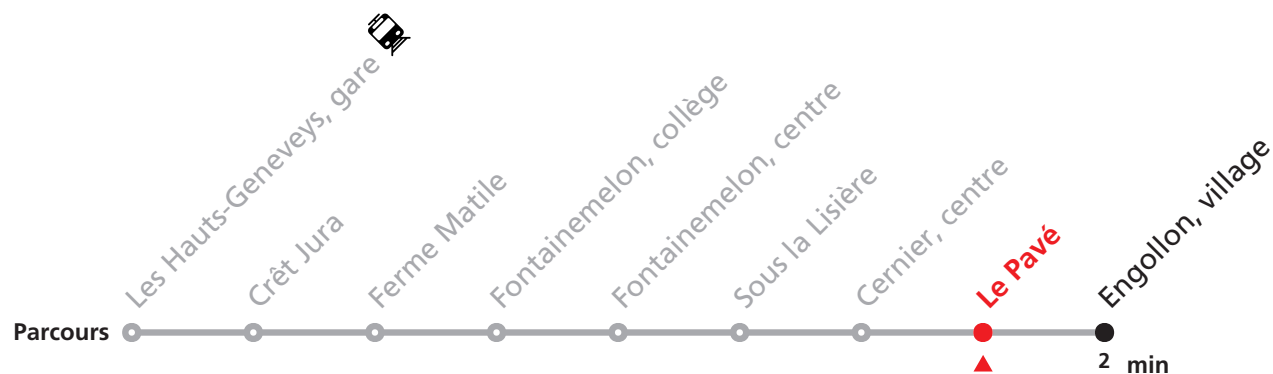 Les Hauts-Geneveys, gare
Crêt Jura
Ferme Matile
Fontainemelon, collège
Fontainemelon, centre
Sous la Lisière
Cernier, centre
Le Pavé
Engollon, village
Parcours
2 min